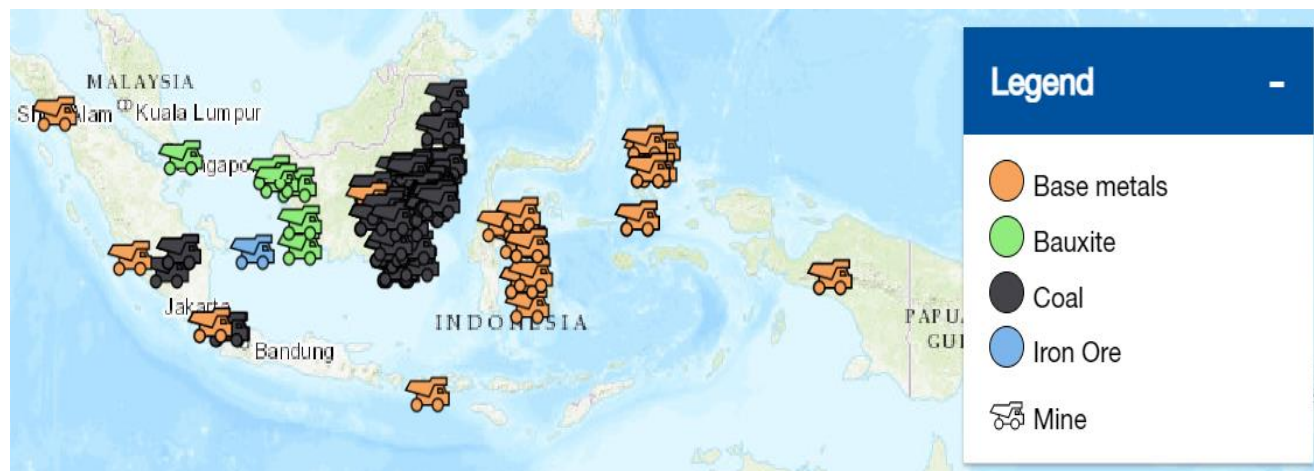 MALAYSIA
Kuala Lumpur
Jakarta
Bandung
INDONESIA
Legend -
Base metals
Bauxite
Coal
Iron Ore
Mine